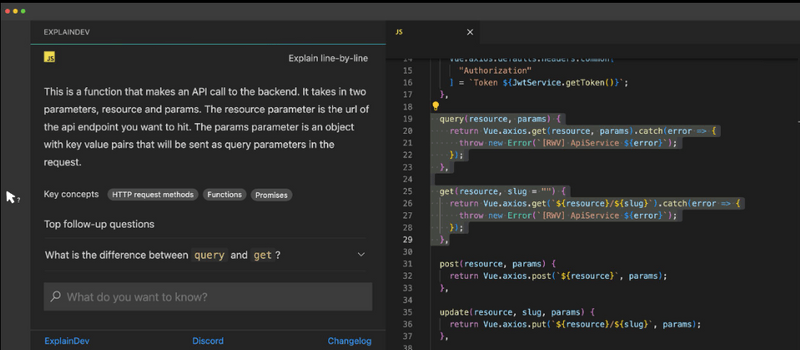 EXPLAINDEV
JS
Explain line-by-line
This is a function that makes an API call to the backend. It takes in two
parameters, resource and params. The resource parameter is the url of
the api endpoint you want to hit. The params parameter is an object
with key value pairs that will be sent as query parameters in the
request.
Key concepts HTTP request methods Functions Promises
Top follow-up questions
What is the difference between query and get ?
What do you want to know?
ExplainDev Discord Changelog
JS
14 Vue.axios.defaults.headers.common[
15 "Authorization"
16 ] = `Token ${JwtService.getToken()}`;
17 },
18
19 query(resource, params) {
20 return Vue.axios.get(resource, params).catch(error => {
21 throw new Error(`[RWV] ApiService ${error}`);
22 });
23 },
24
25 get(resource, slug = "") {
26 return Vue.axios.get(`${resource}/${slug}`).catch(error => {
27 throw new Error(`[RWV] ApiService ${error}`);
28 });
29 },
30
31 post(resource, params) {
32 return Vue.axios.post(`${resource}`, params);
33 },
34
35 update(resource, slug, params) {
36 return Vue.axios.put(`${resource}/${slug}`, params);
37 },
38